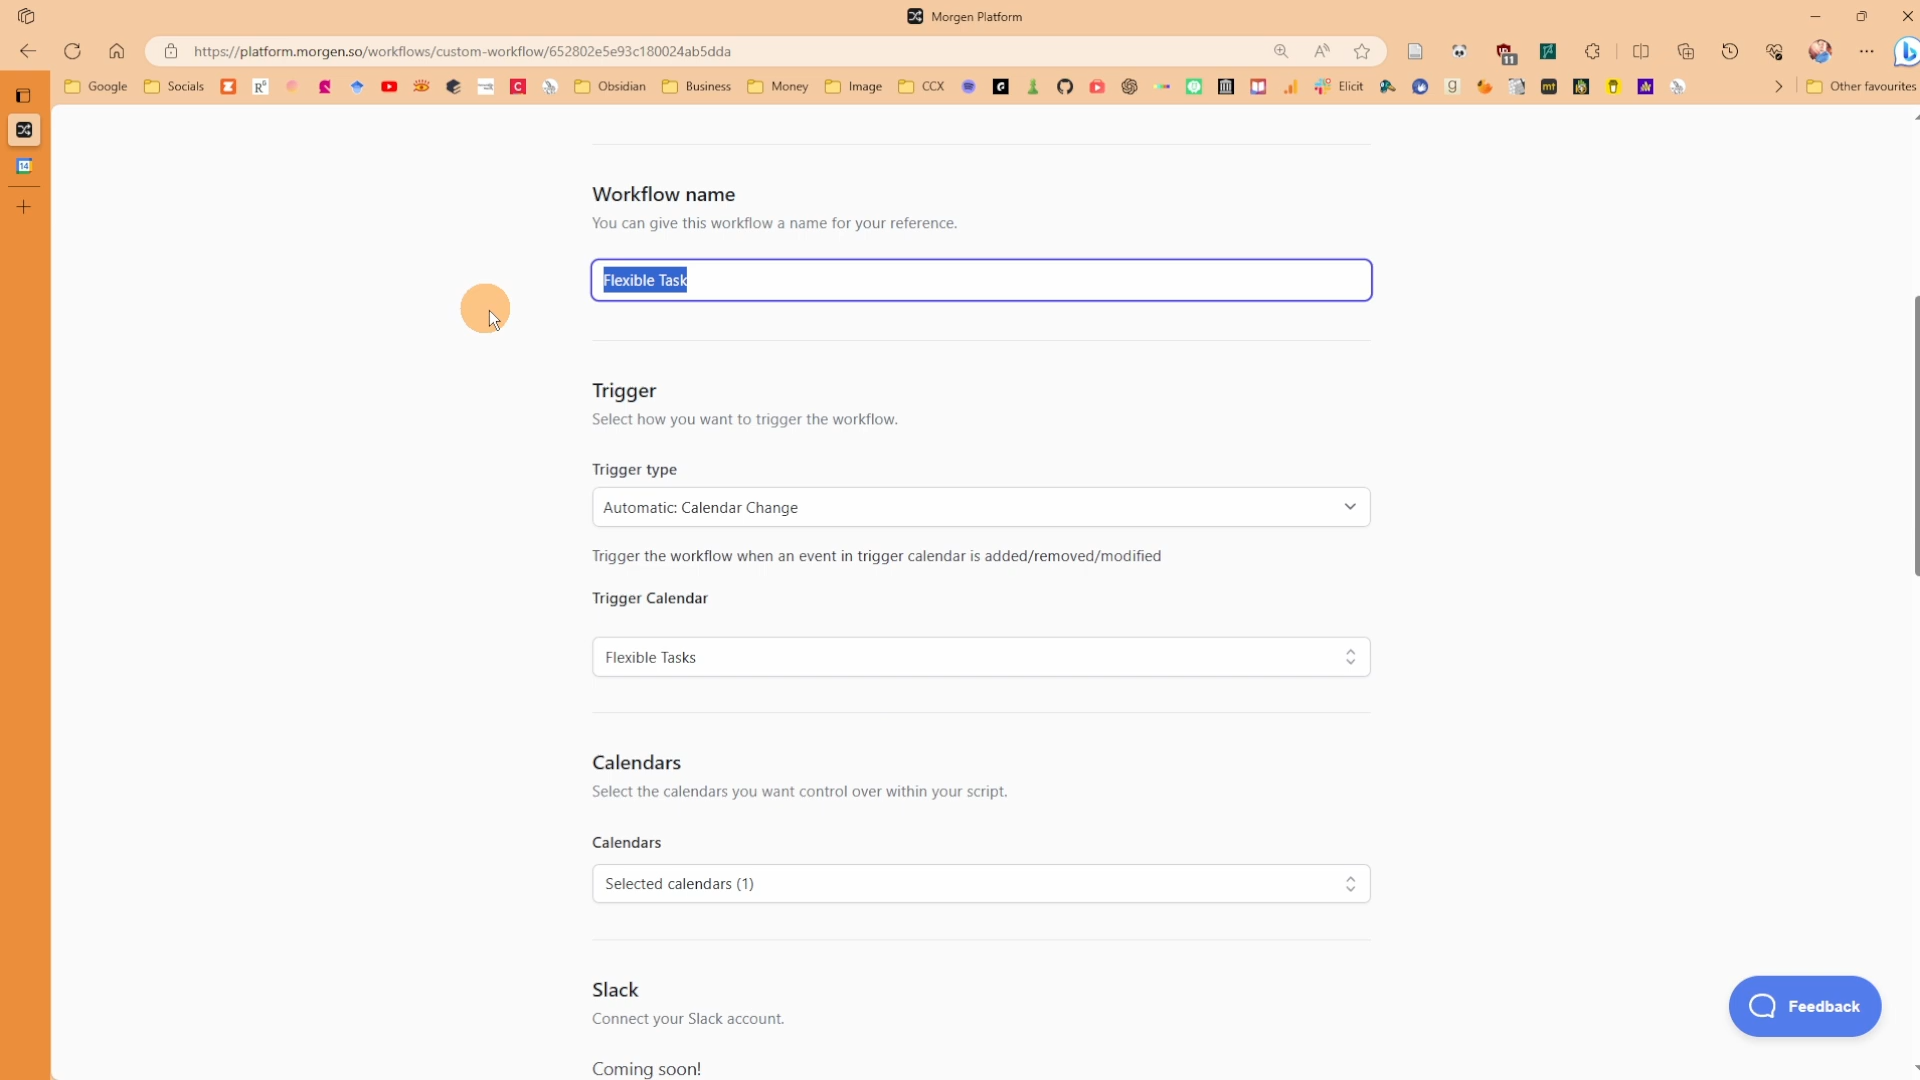 Morgen Platform
https://platform.morgen.so/workflows/custom-workflow/652802e5e93c180024ab5dda
11
Google Socials R Obsidian Business Money Image CCX Elicit g mt Other favourites
14
Workflow name
You can give this workflow a name for your reference.
Flexible Task
Trigger
Select how you want to trigger the workflow.
Trigger type
Automatic: Calendar Change
Trigger the workflow when an event in trigger calendar is added/removed/modified
Trigger Calendar
Flexible Tasks
Calendars
Select the calendars you want control over within your script.
Calendars
Selected calendars (1)
Slack
Connect your Slack account.
Coming soon!
Feedback